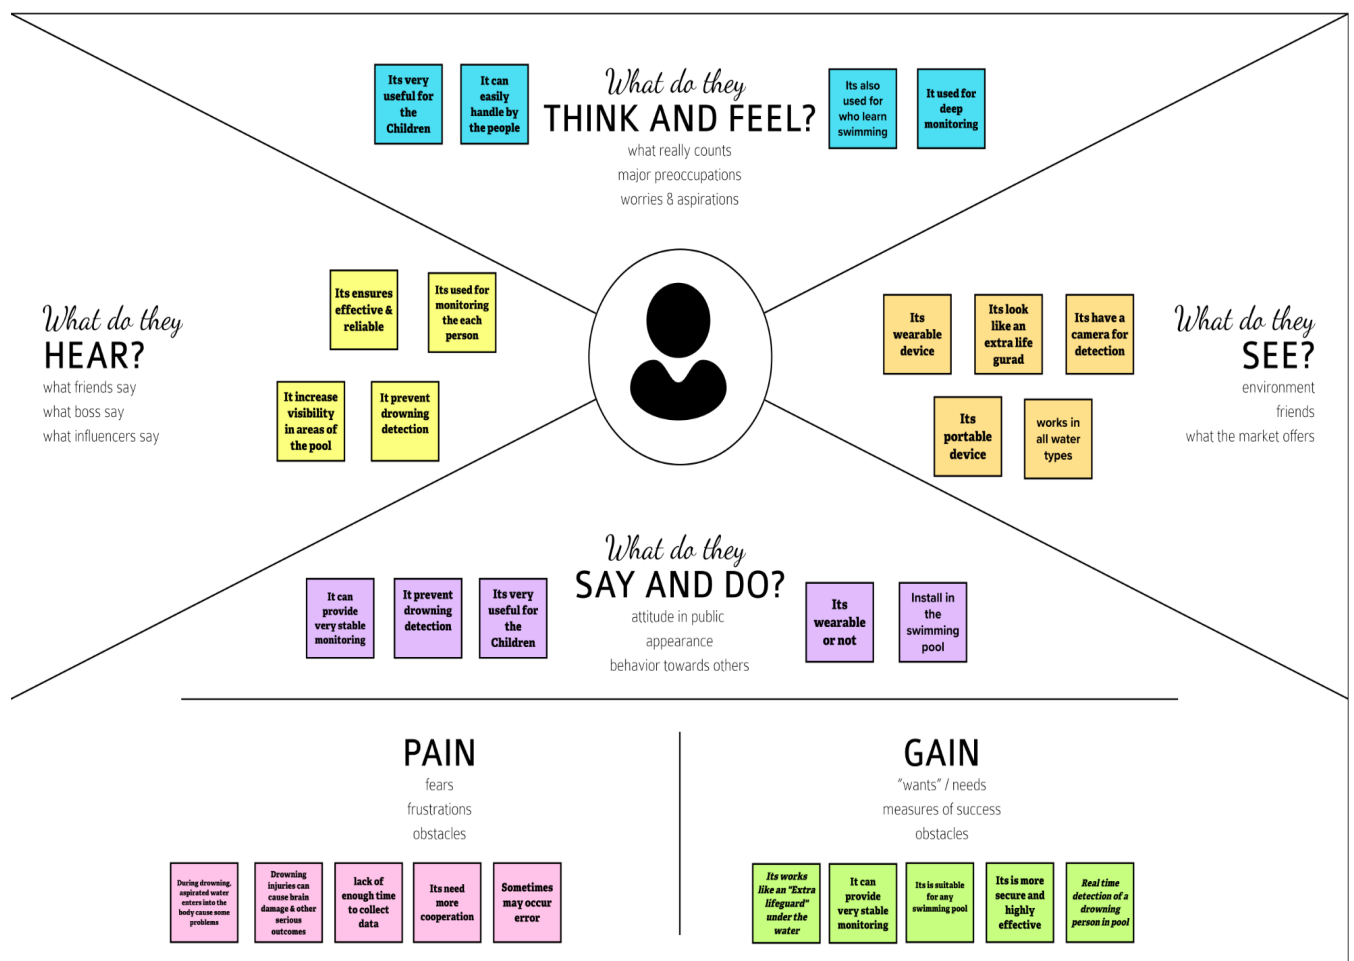 Its very
useful for
the
Children
It can
easily
handle by
the people
What do they
THINK AND FEEL?
what really counts
major preoccupations
worries & aspirations
Its also
used for
who learn
swimming
It used for
deep
monitoring
What do they
HEAR?
what friends say
what boss say
what influencers say
Its ensures
effective &
reliable
Its used for
monitoring
the each
person
It increase
visibility
in areas of
the pool
It prevent
drowning
detection
Its
wearable
device
Its look
like an
extra life
gurad
Its have a
camera for
detection
Its
portable
device
works in
all water
types
What do they
SEE?
environment
friends
what the market offers
It can
provide
very stable
monitoring
It prevent
drowning
detection
Its very
useful for
the
Children
What do they
SAY AND DO?
attitude in public
appearance
behavior towards others
Its
wearable
or not
Install in
the
swimming
pool
PAIN
fears
frustrations
obstacles
During drowning,
aspirated water
enters into the
body cause some
problems
Drowning
injuries can
cause brain
damage & other
serious
outcomes
lack of
enough time
to collect
data
Its need
more
cooperation
Sometimes
may occur
error
GAIN
"wants" / needs
measures of success
obstacles
Its works
like an "Extra
lifeguard"
under the
water
It can
provide
very stable
monitoring
Its is suitable
for any
swimming pool
Its is more
secure and
highly
effective
Real time
detection of a
drowning
person in pool